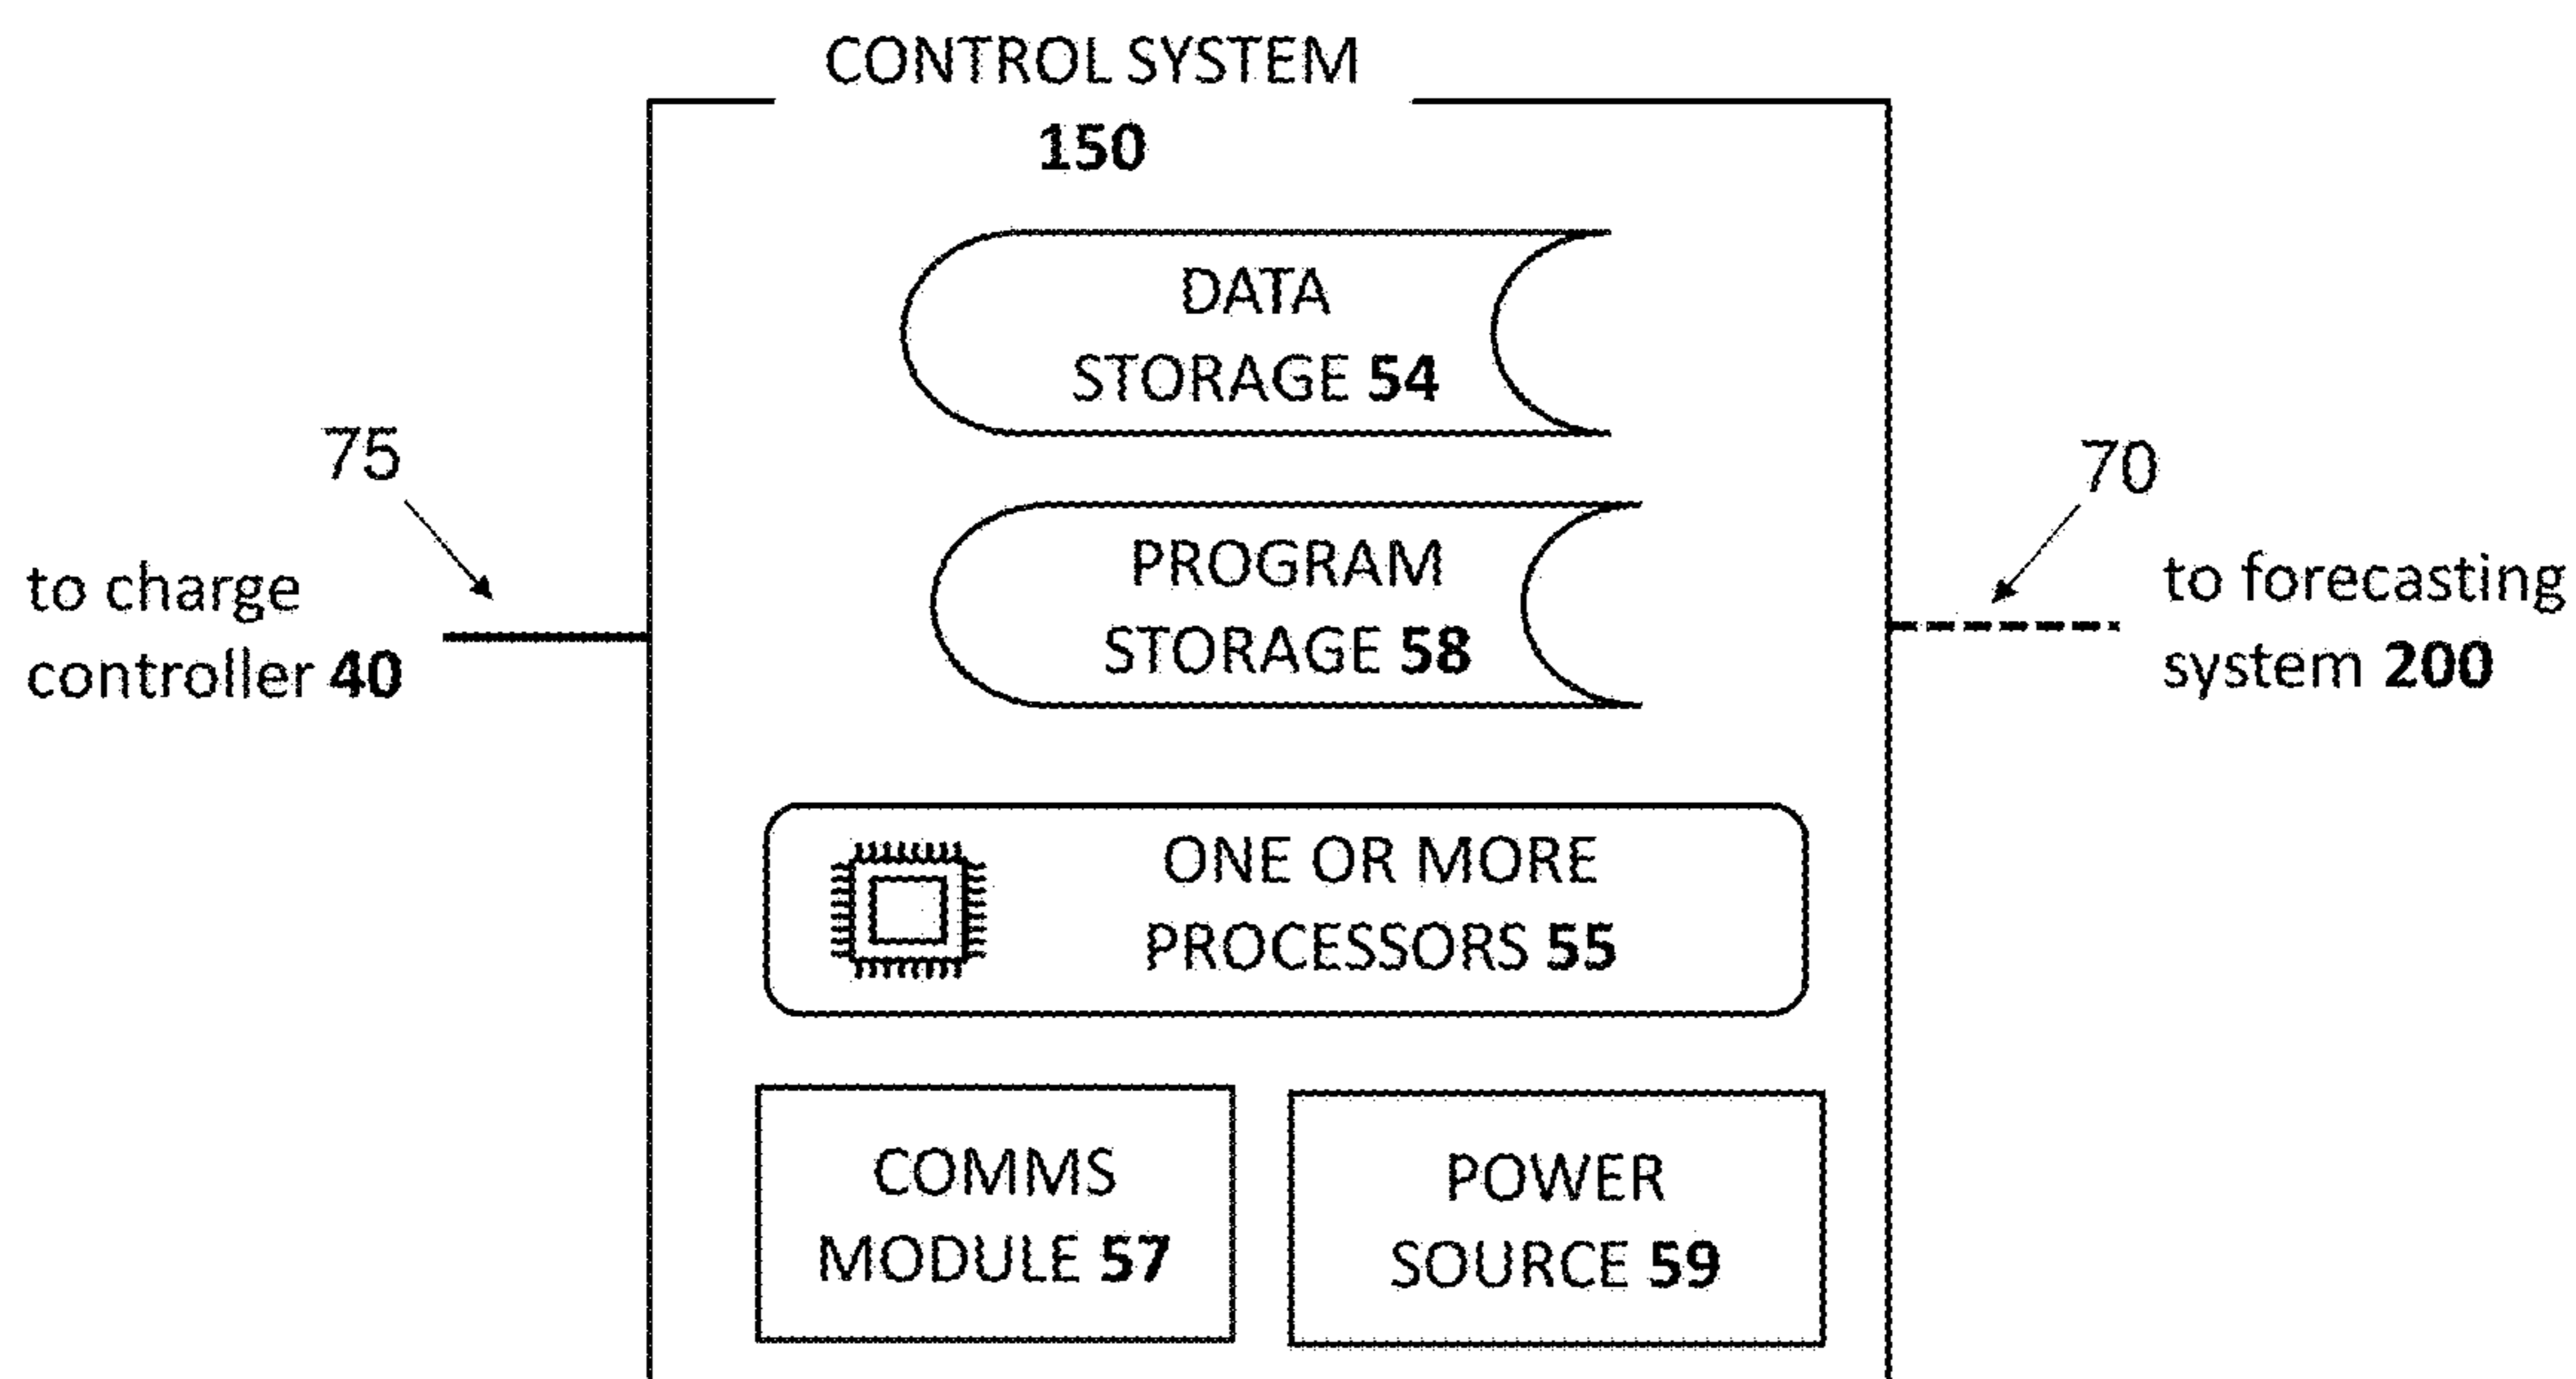 CONTROL SYSTEM
150
DATA
STORAGE 54
75
70
PROGRAM
STORAGE 58
to charge
controller 40
to forecasting
system 200
ONE OR MORE
PROCESSORS 55
COMMS
MODULE 57
POWER
SOURCE 59